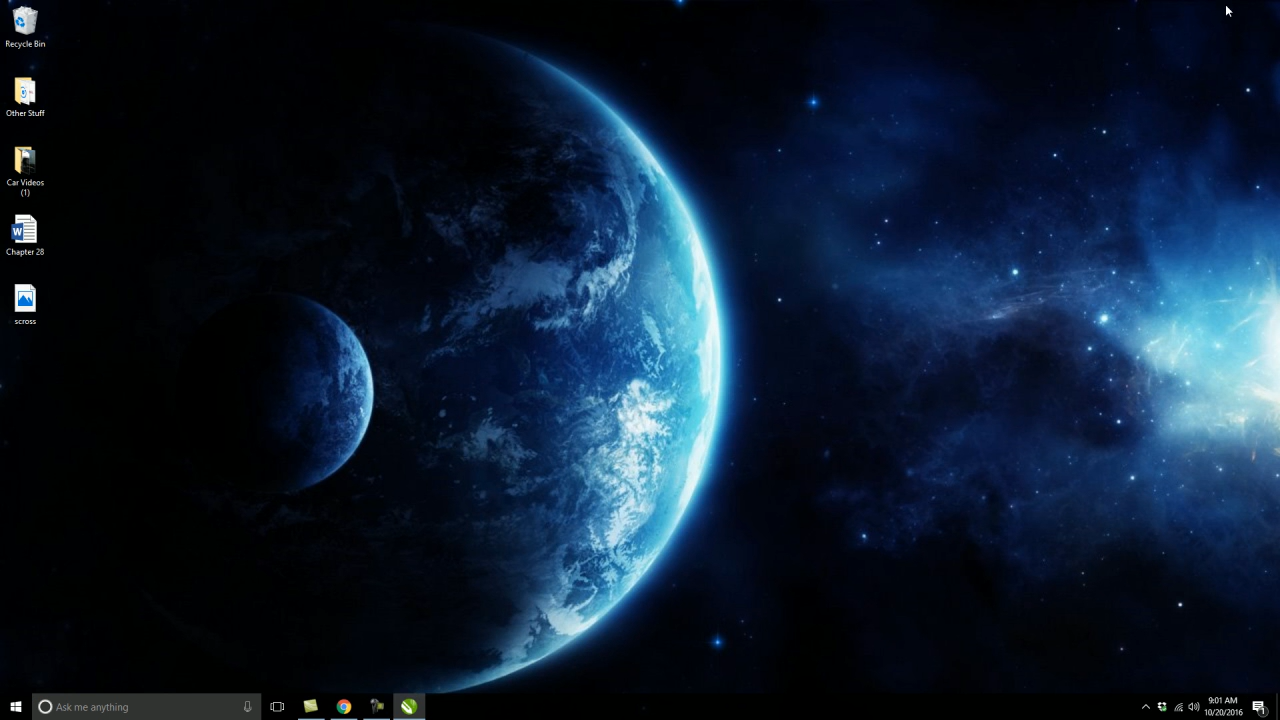 Recycle Bin
Other Stuff
Car Videos
(1)
Chapter 28
scross
Ask me anything
9:01 AM
10/20/2016
1